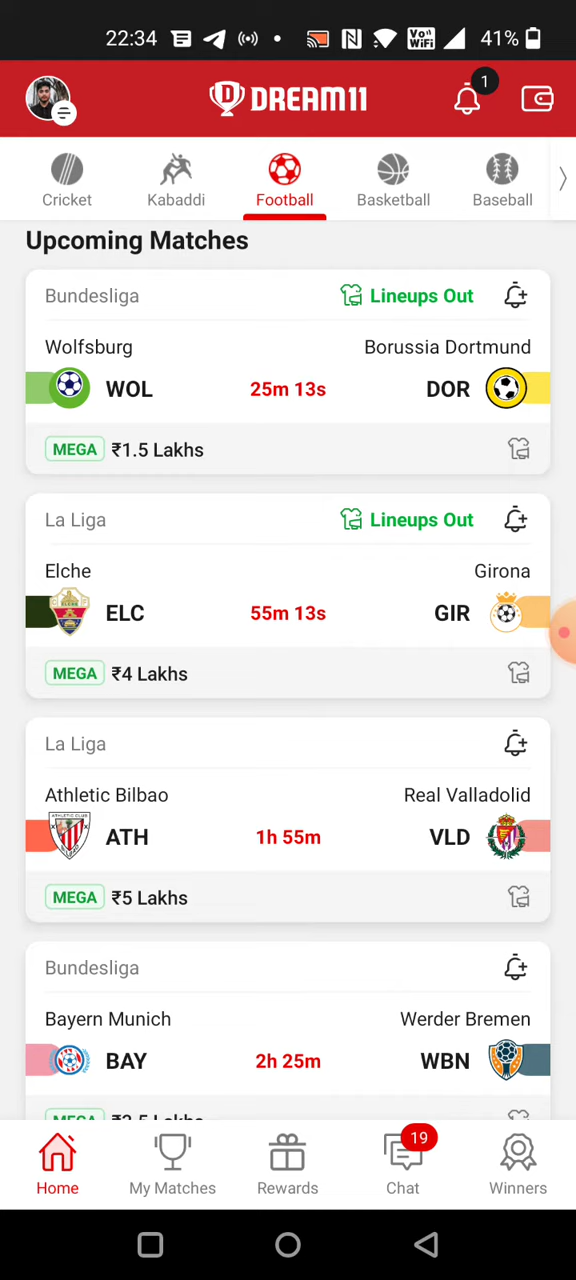 22:34 Vo)) WiFi 41%
DREAM11 1
Cricket Kabaddi Football Basketball Baseball
Upcoming Matches
Bundesliga Lineups Out
Wolfsburg Borussia Dortmund
WOL 25m 13s DOR
MEGA ₹1.5 Lakhs
La Liga Lineups Out
Elche Girona
ELC 55m 13s GIR
MEGA ₹4 Lakhs
La Liga
Athletic Bilbao Real Valladolid
ATH 1h 55m VLD
MEGA ₹5 Lakhs
Bundesliga
Bayern Munich Werder Bremen
BAY 2h 25m WBN
MEGA
19
Home My Matches Rewards Chat Winners